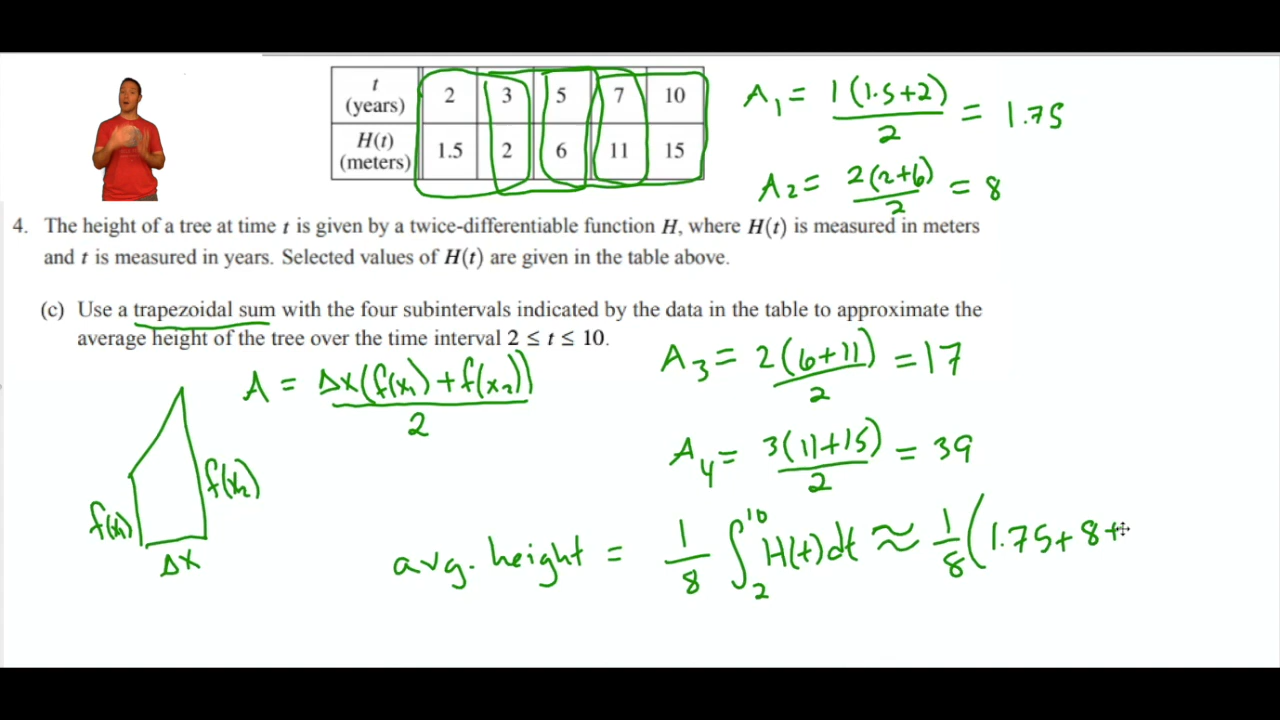 t (years) 2 3 5 7 10
H(t) (meters) 1.5 2 6 11 15
A₁ = 1(1.5+2)/2 = 1.75
A₂ = 2(2+6)/2 = 8
4. The height of a tree at time t is given by a twice-differentiable function H, where H(t) is measured in meters
and t is measured in years. Selected values of H(t) are given in the table above.
(c) Use a trapezoidal sum with the four subintervals indicated by the data in the table to approximate the
average height of the tree over the time interval 2 ≤ t ≤ 10.
A = Δx(f(x₁)+f(x₂))/2
f(x₁)
f(x₂)
Δx
A₃ = 2(6+11)/2 = 17
A₄ = 3(11+15)/2 = 39
avg. height = 1/8 ∫₂¹⁰ H(t)dt ≈ 1/8 (1.75+8+